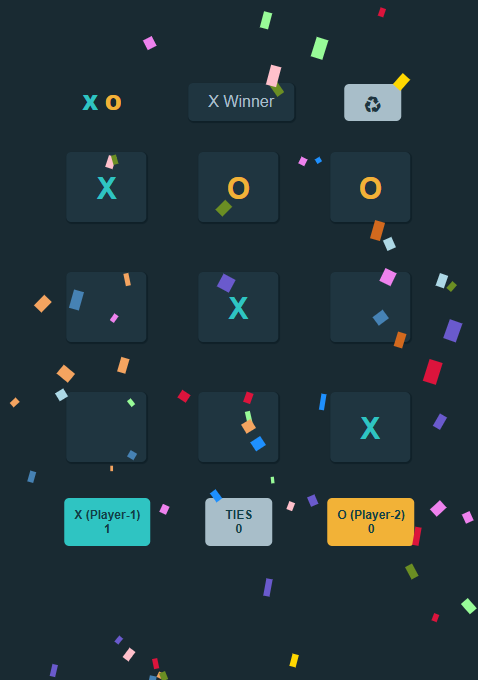 x o
X Winner
X
O
O
X
X
X (Player-1)
1
TIES
0
O (Player-2)
0